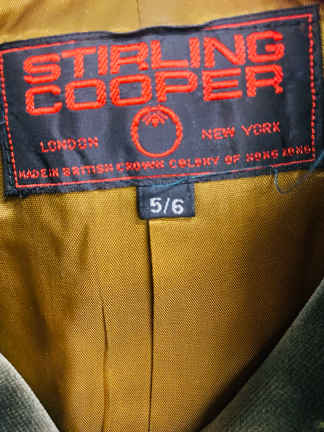 STIRLING
COOPER
LONDON NEW YORK
MADE IN BRITISH CROWN COLONY OF HONG KONG
5/6